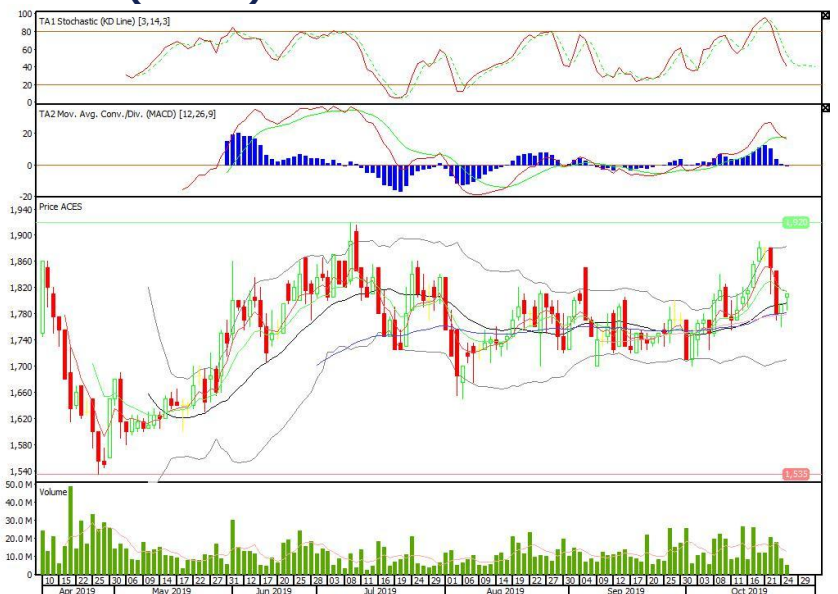 100
TA1 Stochastic (KD Line) [3,14,3]
80
60
40
20
0
TA2 Mov. Avg. Conv./Div. (MACD) [12,26,9]
20
0
-20
Price ACES
1,940
1,920
1,900
1,860
1,820
1,780
1,740
1,700
1,660
1,620
1,580
1,540
1,535
50.0 M
Volume
40.0 M
30.0 M
20.0 M
10.0 M
0
10 15 22 25 30 06 09 14 17 22 27 31 12 17 20 25 28 03 08 11 16 19 24 29 01 06 09 14 19 22 27 30 04 09 12 17 20 25 30 03 08 11 16 21 24 29
Apr 2019 May 2019 Jun 2019 Jul 2019 Aug 2019 Sep 2019 Oct 2019